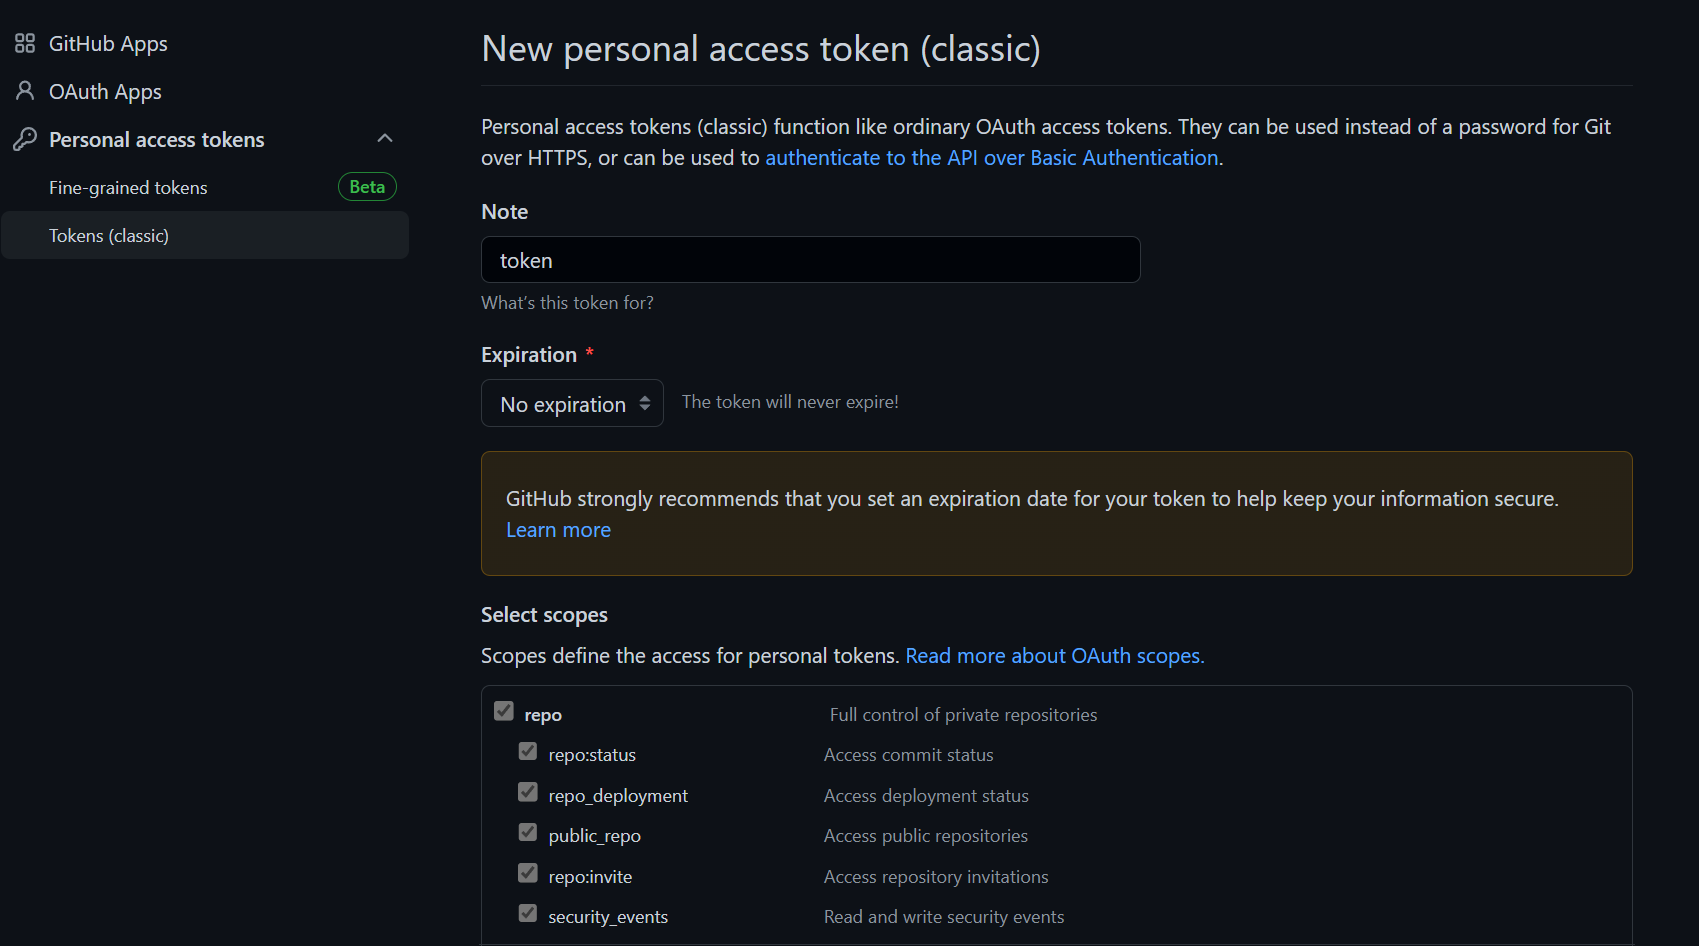 GitHub Apps
OAuth Apps
Personal access tokens
Fine-grained tokens Beta
Tokens (classic)
New personal access token (classic)
Personal access tokens (classic) function like ordinary OAuth access tokens. They can be used instead of a password for Git
over HTTPS, or can be used to authenticate to the API over Basic Authentication.
Note
token
What's this token for?
Expiration *
No expiration The token will never expire!
GitHub strongly recommends that you set an expiration date for your token to help keep your information secure.
Learn more
Select scopes
Scopes define the access for personal tokens. Read more about OAuth scopes.
repo Full control of private repositories
repo:status Access commit status
repo_deployment Access deployment status
public_repo Access public repositories
repo:invite Access repository invitations
security_events Read and write security events